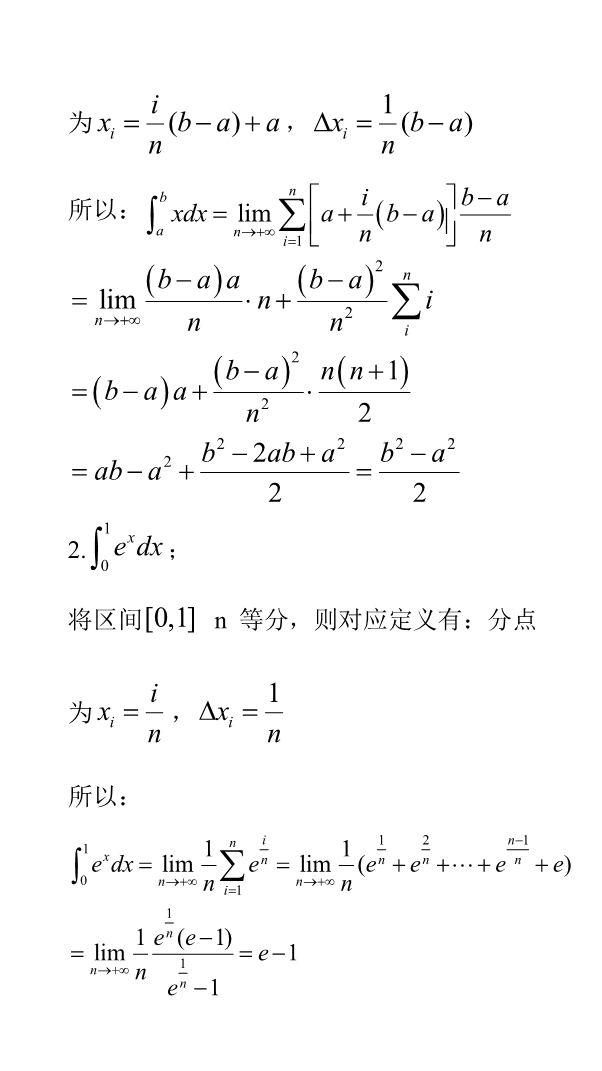 为 $x_i = \frac{i}{n}(b-a)+a$ ， $\Delta x_i = \frac{1}{n}(b-a)$
所以： $\int_a^b xdx = \lim_{n\to+\infty}\sum_{i=1}^{n}\left[a+\frac{i}{n}(b-a)\right]\frac{b-a}{n}$
$=\lim_{n\to+\infty}\frac{(b-a)a}{n}\cdot n+\frac{(b-a)^2}{n^2}\sum_{i}^{n}i$
$=(b-a)a+\frac{(b-a)^2}{n^2}\cdot\frac{n(n+1)}{2}$
$=ab-a^2+\frac{b^2-2ab+a^2}{2}=\frac{b^2-a^2}{2}$
2. $\int_0^1 e^x dx$ ；
将区间 $[0,1]$ n 等分，则对应定义有：分点
为 $x_i=\frac{i}{n}$ ， $\Delta x_i=\frac{1}{n}$
所以：
$\int_0^1 e^x dx=\lim_{n\to+\infty}\frac{1}{n}\sum_{i=1}^{n}e^{\frac{i}{n}}=\lim_{n\to+\infty}\frac{1}{n}(e^{\frac{1}{n}}+e^{\frac{2}{n}}+\cdots+e^{\frac{n-1}{n}}+e)$
$=\lim_{n\to+\infty}\frac{1}{n}\frac{e^{\frac{1}{n}}(e-1)}{e^{\frac{1}{n}}-1}=e-1$